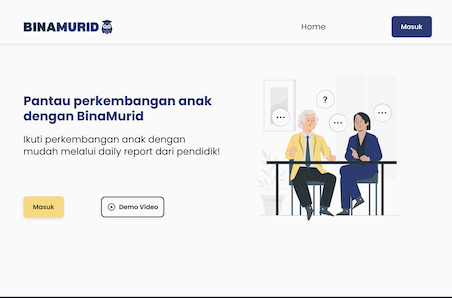 BINAMURID
Home
Masuk
Pantau perkembangan anak
dengan BinaMurid
Ikuti perkembangan anak dengan
mudah melalui daily report dari pendidik!
?
Masuk
Demo Video